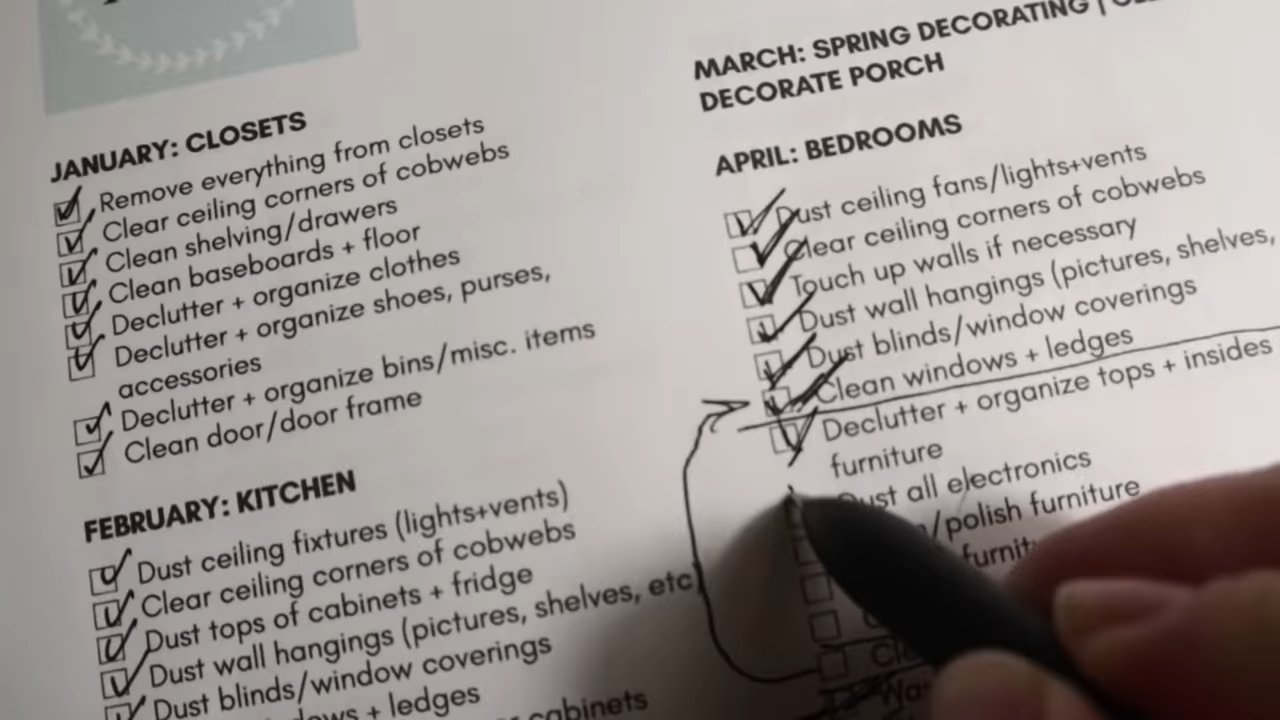 JANUARY: CLOSETS
Remove everything from closets
Clear ceiling corners of cobwebs
Clean shelving/drawers
Clean baseboards + floor
Declutter + organize clothes
Declutter + organize shoes, purses,
accessories
Declutter + organize bins/misc. items
Clean door/door frame
FEBRUARY: KITCHEN
Dust ceiling fixtures (lights+vents)
Clear ceiling corners of cobwebs
Dust tops of cabinets + fridge
Dust wall hangings (pictures, shelves, etc
Dust blinds/window coverings
+ ledges
cabinets
MARCH: SPRING DECORATING |
DECORATE PORCH
APRIL: BEDROOMS
Dust ceiling fans/lights+vents
Clear ceiling corners of cobwebs
Touch up walls if necessary
Dust wall hangings (pictures, shelves,
Dust blinds/window coverings
Clean windows + ledges
Declutter + organize tops + insides
furniture
Dust all electronics
/polish furniture